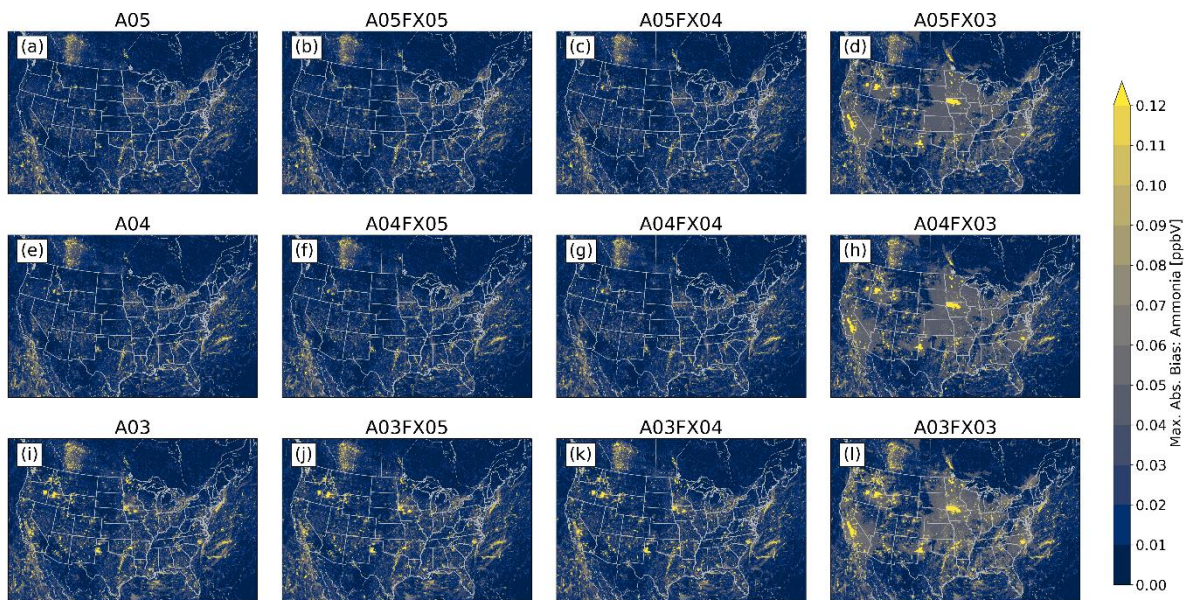 A05
A05FX05
A05FX04
A05FX03
(a)
(b)
(c)
(d)
A04
A04FX05
A04FX04
A04FX03
(e)
(f)
(g)
(h)
A03
A03FX05
A03FX04
A03FX03
(i)
(j)
(k)
(l)
0.12
0.11
0.10
0.09
0.08
0.07
0.06
0.05
0.04
0.03
0.02
0.01
0.00
Max. Abs. Bias: Ammonia [ppbV]